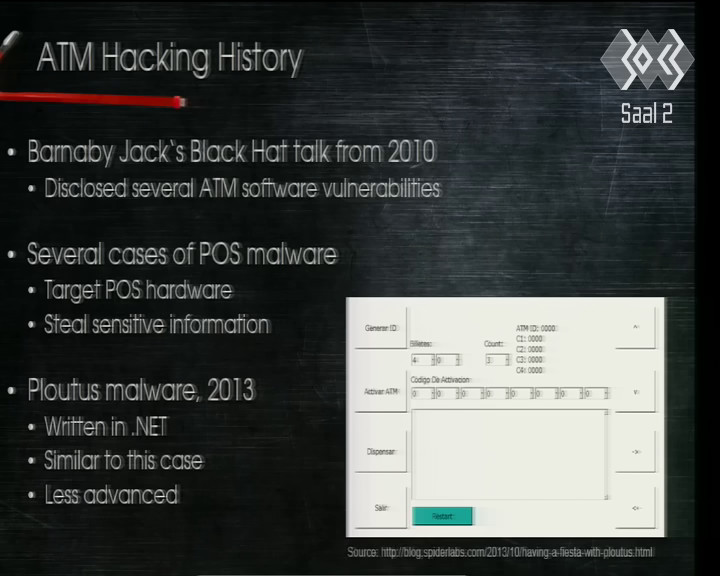 ATM Hacking History
Saal 2
• Barnaby Jack`s Black Hat talk from 2010
• Disclosed several ATM software vulnerabilities
• Several cases of POS malware
• Target POS hardware
• Steal sensitive information
• Ploutus malware, 2013
• Written in .NET
• Similar to this case
• Less advanced
Generar ID
ATM ID: 0000
C1: 0000
C2: 0000
C3: 0000
C4: 0000
Billetes:
Count:
4 0
Activar ATM
Codigo De Activacion
0 0 0 0 0 0 0 0
Dispensar
Salir
Restart
Source: http://blog.spiderlabs.com/2013/10/having-a-fiesta-with-ploutus.html